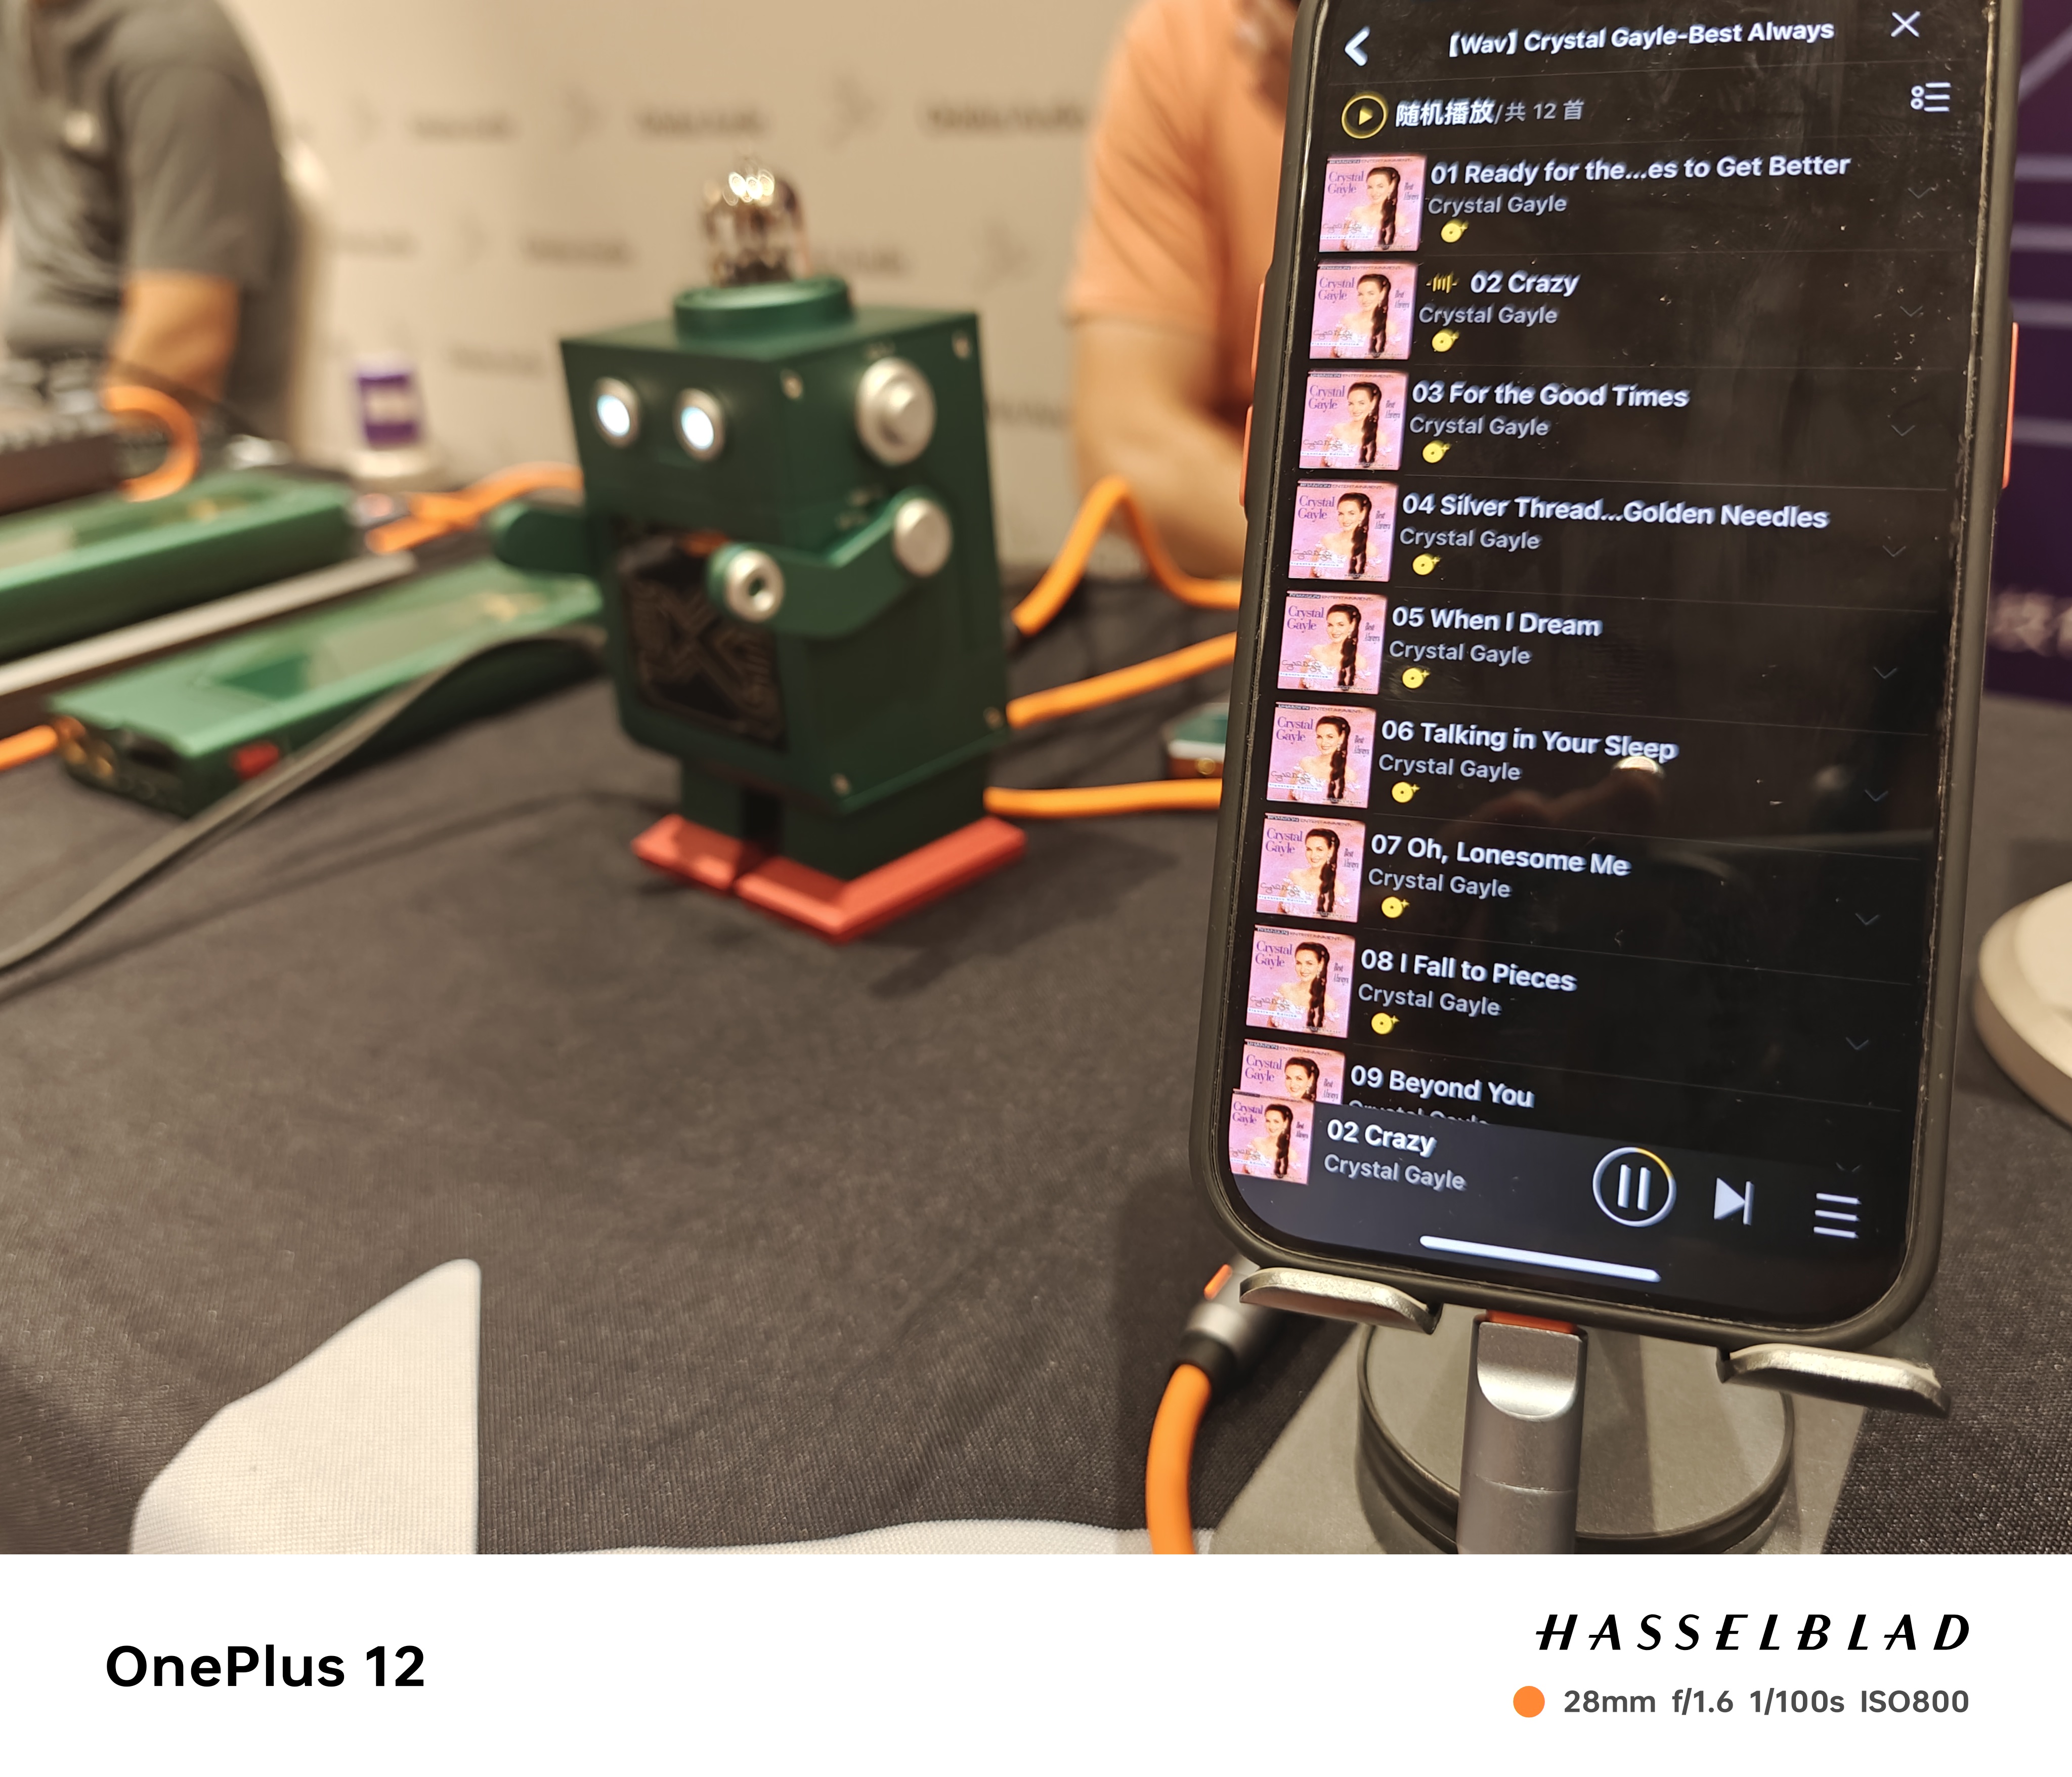 【Wav】Crystal Gayle-Best Always
随机播放/共 12 首
01 Ready for the...es to Get Better
Crystal Gayle
02 Crazy
Crystal Gayle
03 For the Good Times
Crystal Gayle
04 Silver Thread...Golden Needles
Crystal Gayle
05 When I Dream
Crystal Gayle
06 Talking in Your Sleep
Crystal Gayle
07 Oh, Lonesome Me
Crystal Gayle
08 I Fall to Pieces
Crystal Gayle
09 Beyond You
02 Crazy
Crystal Gayle
OnePlus 12
HASSELBLAD
28mm f/1.6 1/100s ISO800